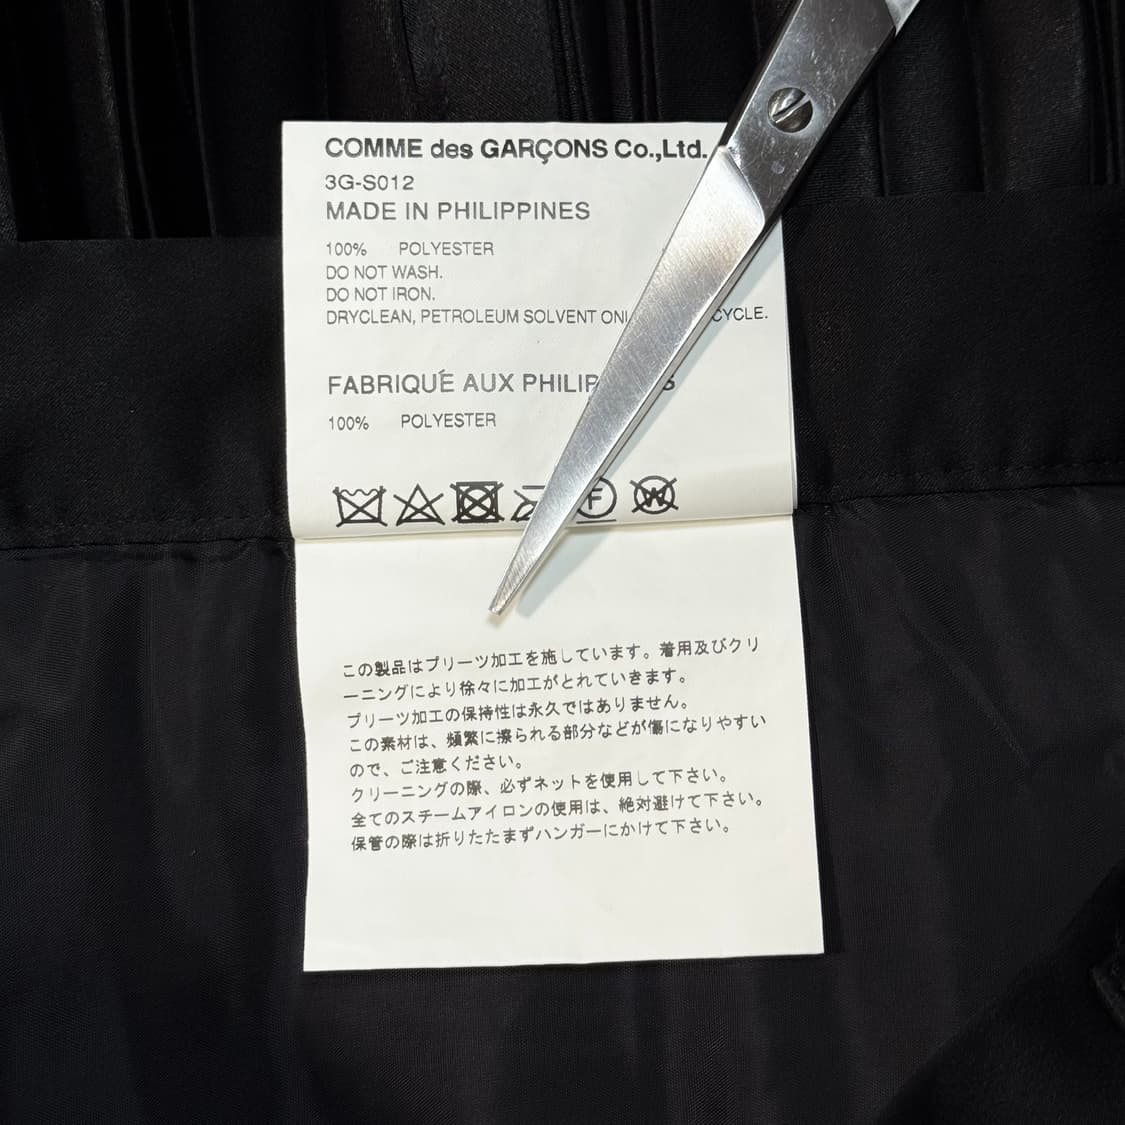 COMME des GARÇONS Co.,Ltd.
3G-S012
MADE IN PHILIPPINES
100% POLYESTER
DO NOT WASH.
DO NOT IRON.
DRYCLEAN, PETROLEUM SOLVENT CYCLE.
FABRIQUÉ AUX
100% POLYESTER
F W
この製品はプリーツ加工を施しています。着用及びクリ
ーニングにより徐々に加工がとれていきます。
プリーツ加工の保持性は永久ではありません。
この素材は、頻繁に擦られる部分などが傷になりやすい
ので、ご注意ください。
クリーニングの際、必ずネットを使用して下さい。
全てのスチームアイロンの使用は、絶対避けて下さい。
保管の際は折りたたまずハンガーにかけて下さい。